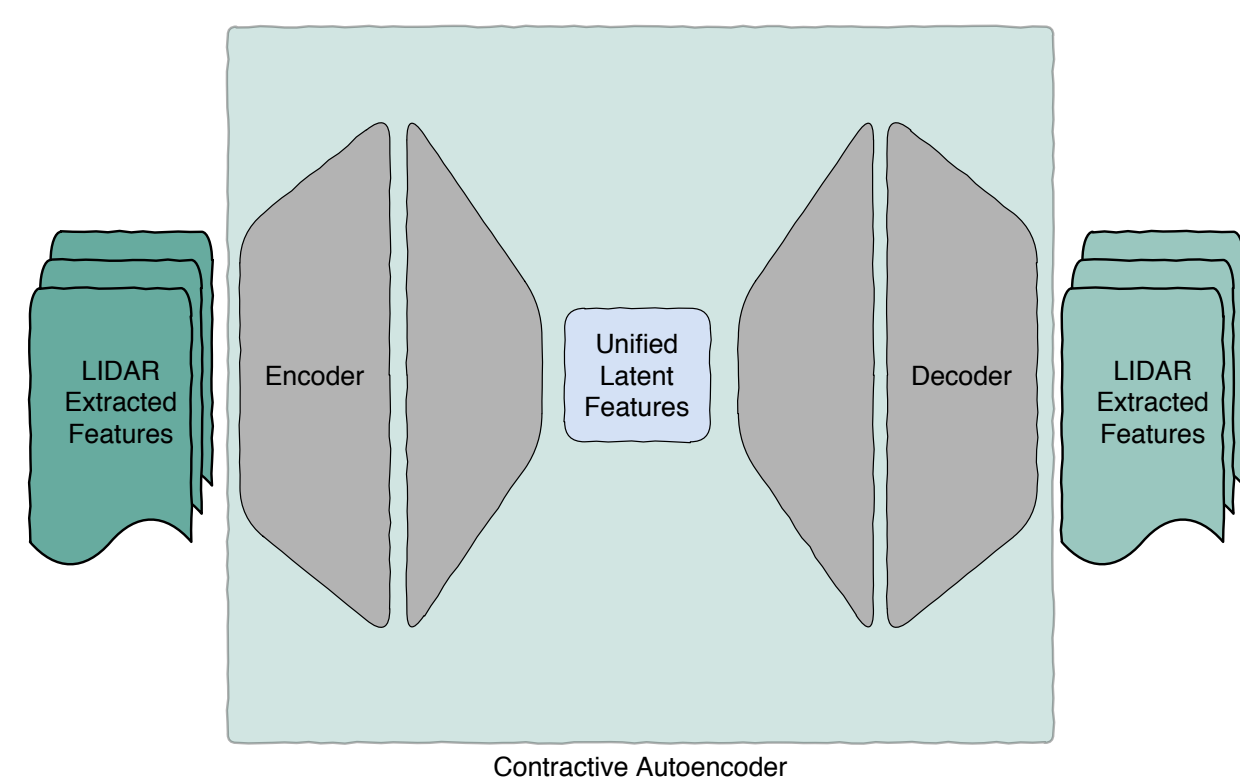 LIDAR
Extracted
Features
Encoder
Unified
Latent
Features
Decoder
LIDAR
Extracted
Features
Contractive Autoencoder